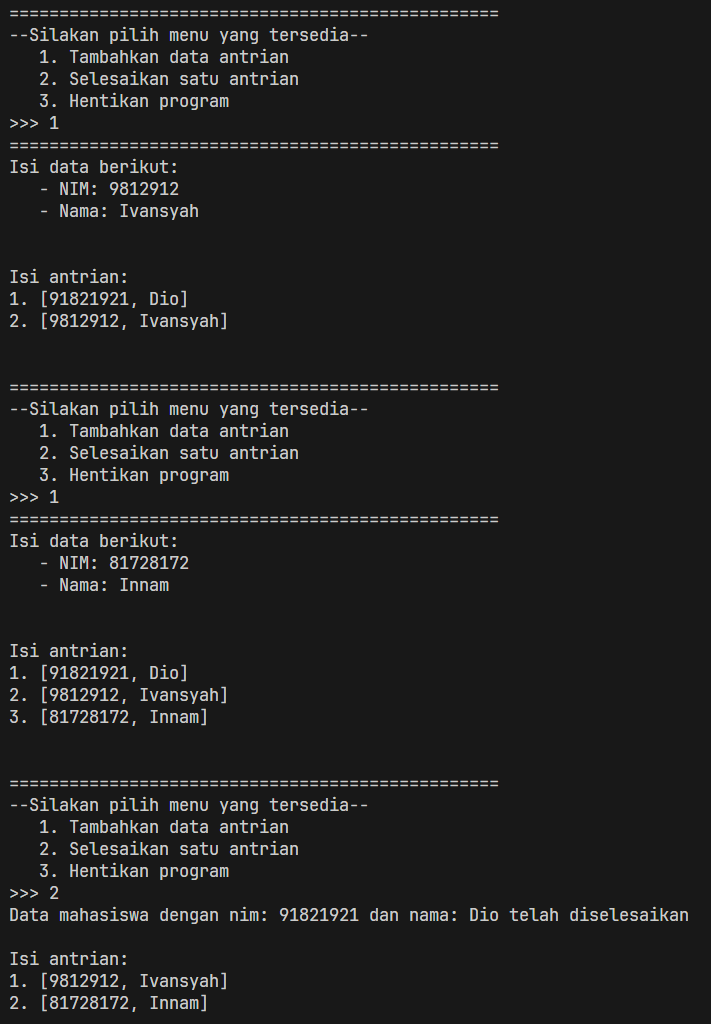 =================================================
--Silakan pilih menu yang tersedia--
   1. Tambahkan data antrian
   2. Selesaikan satu antrian
   3. Hentikan program
>>> 1
=================================================
Isi data berikut:
   - NIM: 9812912
   - Nama: Ivansyah
Isi antrian:
1. [91821921, Dio]
2. [9812912, Ivansyah]
=================================================
--Silakan pilih menu yang tersedia--
   1. Tambahkan data antrian
   2. Selesaikan satu antrian
   3. Hentikan program
>>> 1
=================================================
Isi data berikut:
   - NIM: 81728172
   - Nama: Innam
Isi antrian:
1. [91821921, Dio]
2. [9812912, Ivansyah]
3. [81728172, Innam]
=================================================
--Silakan pilih menu yang tersedia--
   1. Tambahkan data antrian
   2. Selesaikan satu antrian
   3. Hentikan program
>>> 2
Data mahasiswa dengan nim: 91821921 dan nama: Dio telah diselesaikan
Isi antrian:
1. [9812912, Ivansyah]
2. [81728172, Innam]